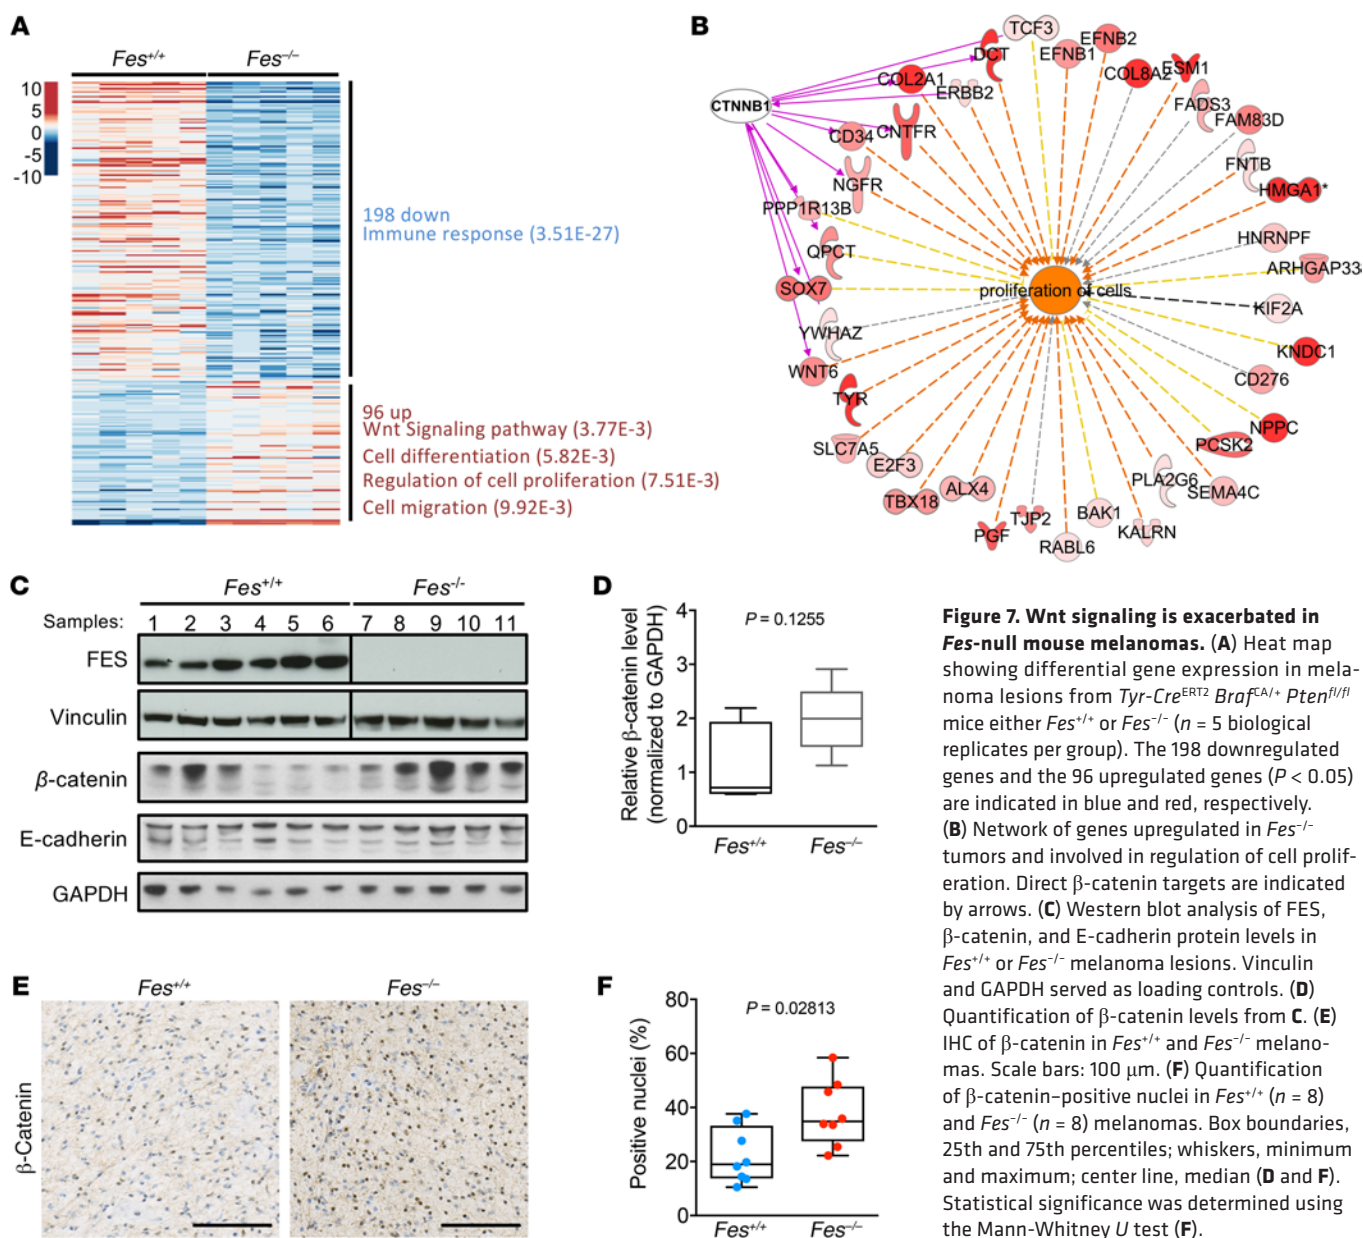 A
Fes+/+
Fes−/−
10
5
0
-5
-10
198 down
Immune response (3.51E-27)
96 up
Wnt Signaling pathway (3.77E-3)
Cell differentiation (5.82E-3)
Regulation of cell proliferation (7.51E-3)
Cell migration (9.92E-3)
B
TCF3
DCT
EFNB1
EFNB2
COL2A1
ERBB2
COL8A2
ESM1
CTNNB1
FADS3
CD34
CNTFR
FAM83D
FNTB
NGFR
HMGA1*
PPP1R13B
HNRNPF
QPCT
ARHGAP33
SOX7
proliferation of cells
KIF2A
YWHAZ
KNDC1
WNT6
CD276
TYR
NPPC
SLC7A5
PCSK2
E2F3
PLA2G6
SEMA4C
TBX18
ALX4
BAK1
TJP2
KALRN
PGF
RABL6
C
Fes+/+
Fes-/-
Samples: 1 2 3 4 5 6 7 8 9 10 11
FES
Vinculin
β-catenin
E-cadherin
GAPDH
D
Relative β-catenin level
(normalized to GAPDH)
4
3
2
1
0
P = 0.1255
Fes+/+
Fes−/−
E
Fes+/+
Fes−/−
β-Catenin
F
Positive nuclei (%)
80
60
40
20
0
P = 0.02813
Fes+/+
Fes−/−
Figure 7. Wnt signaling is exacerbated in
Fes-null mouse melanomas. (A) Heat map
showing differential gene expression in mela-
noma lesions from Tyr-CreERT2 BrafCA/+ Ptenfl/fl
mice either Fes+/+ or Fes−/− (n = 5 biological
replicates per group). The 198 downregulated
genes and the 96 upregulated genes (P < 0.05)
are indicated in blue and red, respectively.
(B) Network of genes upregulated in Fes−/−
tumors and involved in regulation of cell prolif-
eration. Direct β-catenin targets are indicated
by arrows. (C) Western blot analysis of FES,
β-catenin, and E-cadherin protein levels in
Fes+/+ or Fes−/− melanoma lesions. Vinculin
and GAPDH served as loading controls. (D)
Quantification of β-catenin levels from C. (E)
IHC of β-catenin in Fes+/+ and Fes−/− melano-
mas. Scale bars: 100 μm. (F) Quantification
of β-catenin–positive nuclei in Fes+/+ (n = 8)
and Fes−/− (n = 8) melanomas. Box boundaries,
25th and 75th percentiles; whiskers, minimum
and maximum; center line, median (D and F).
Statistical significance was determined using
the Mann-Whitney U test (F).